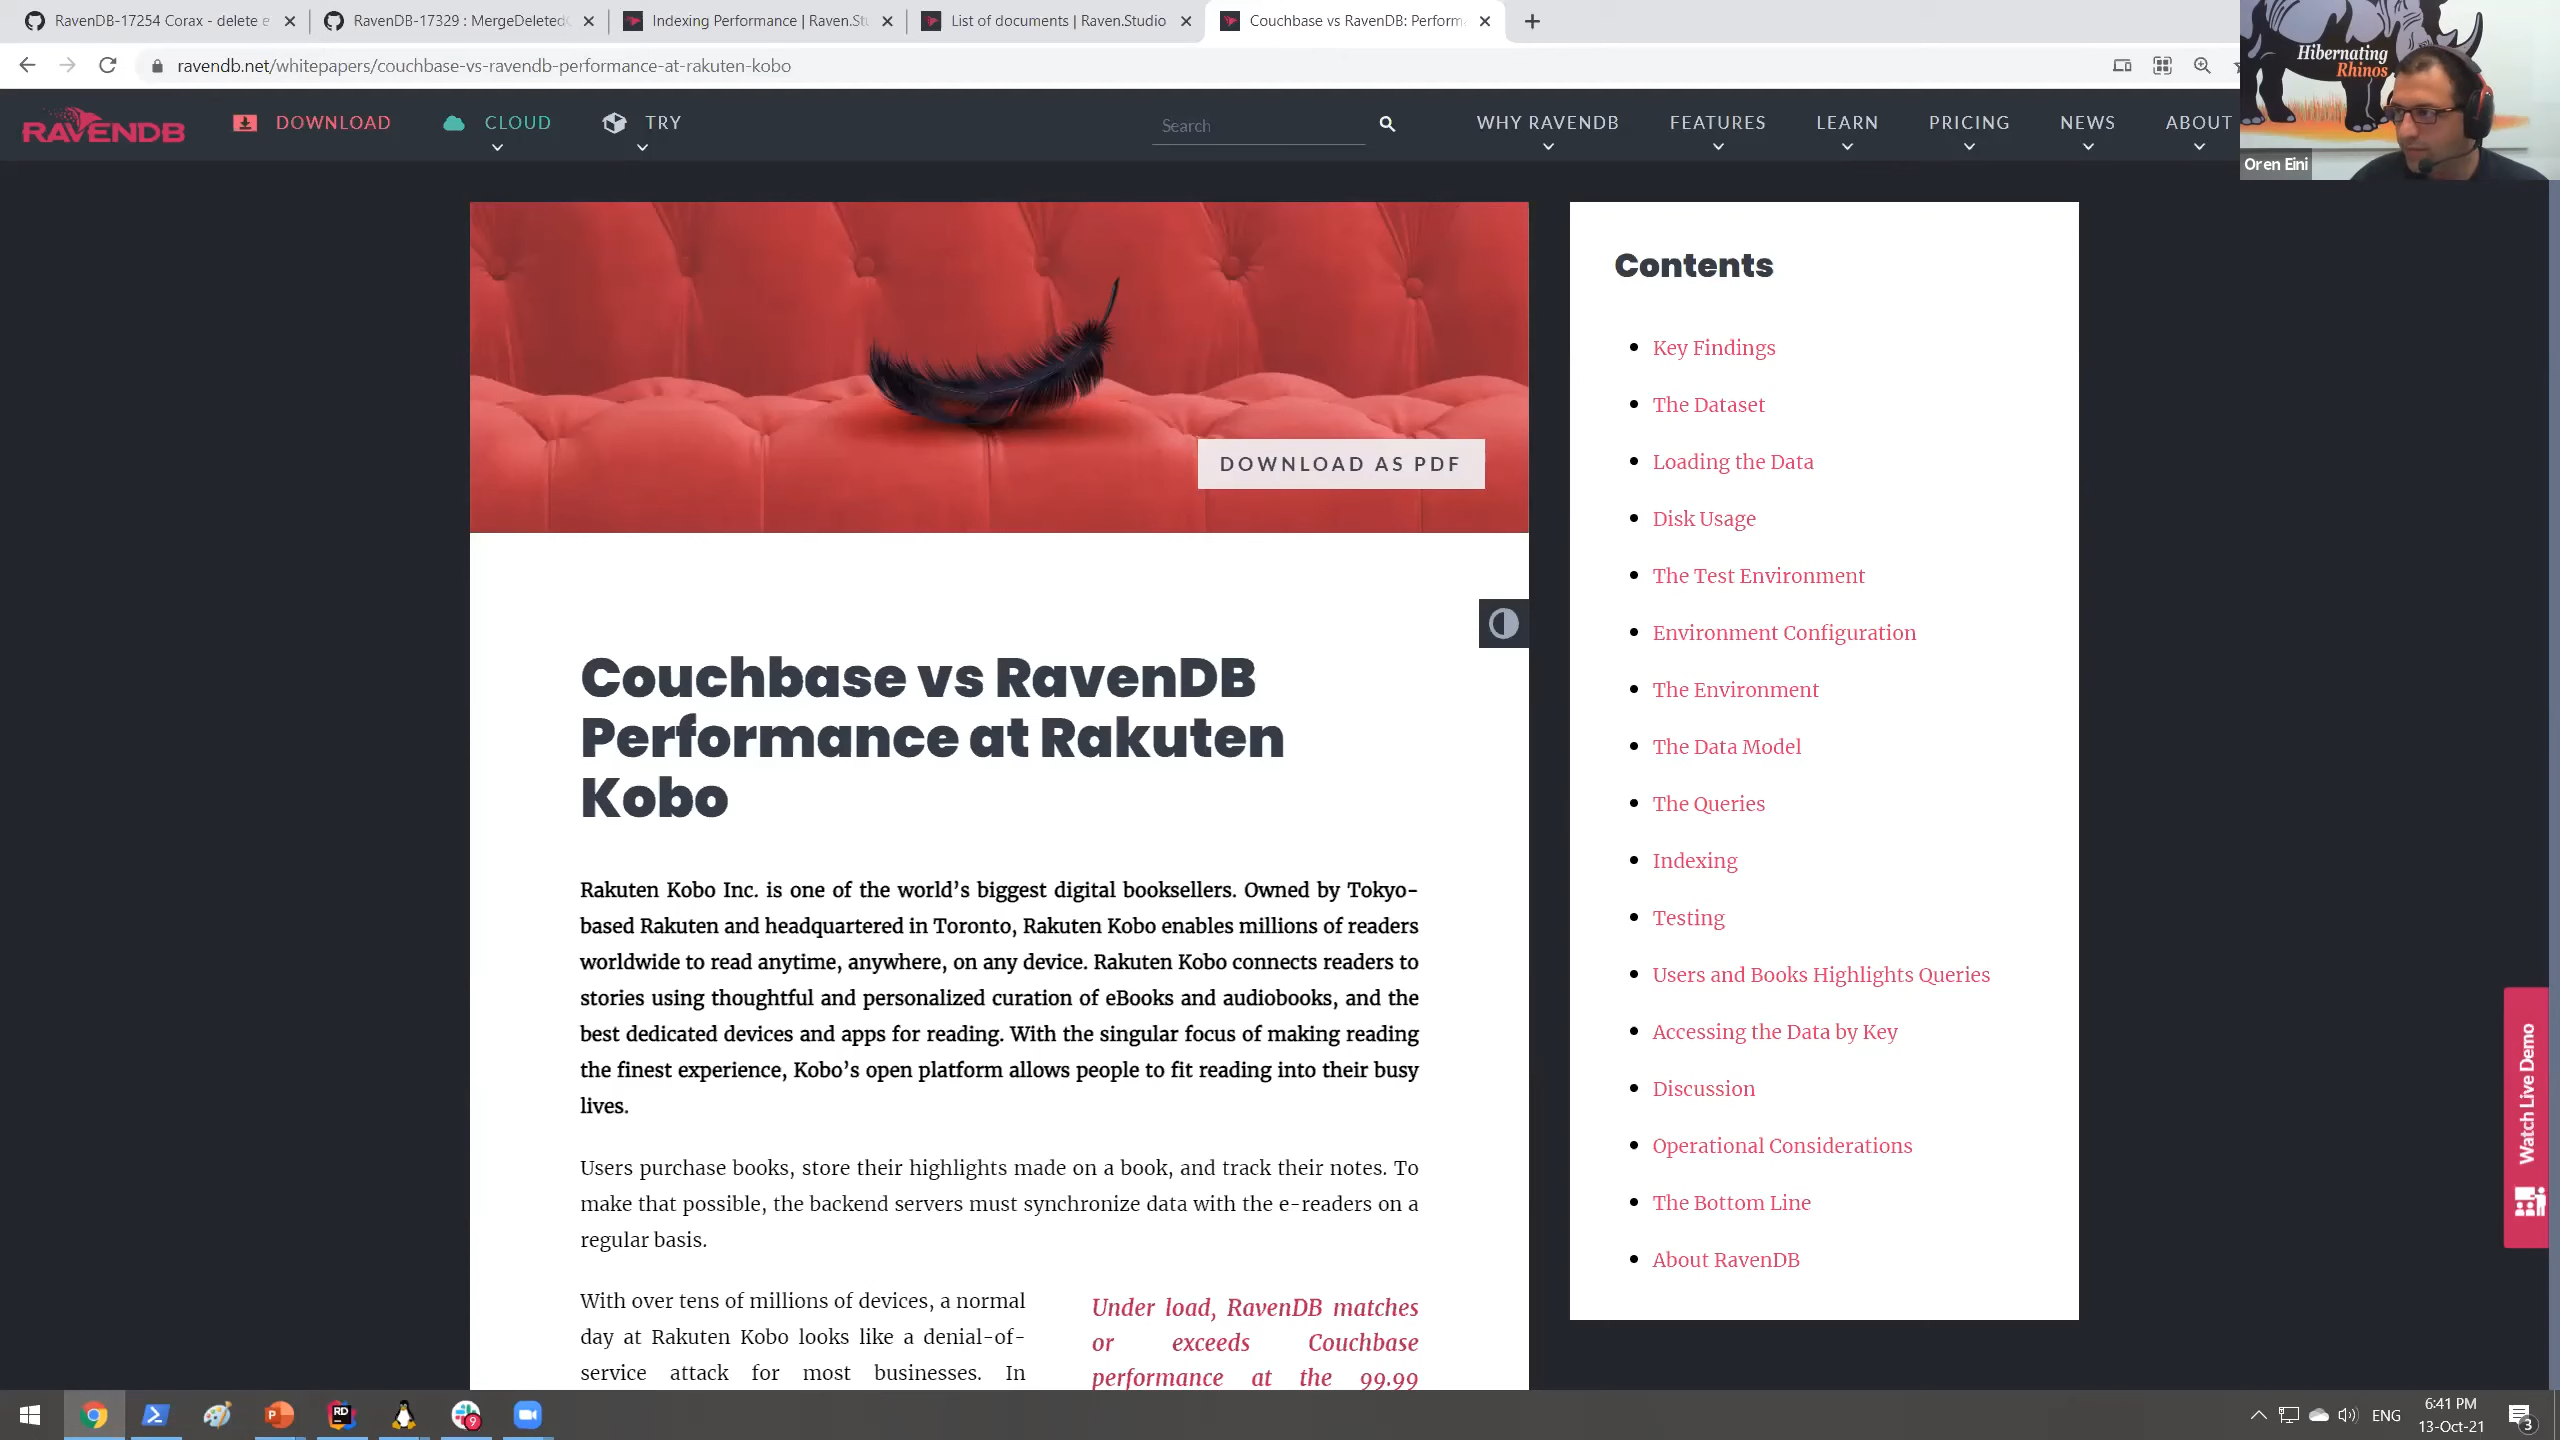 RavenDB-17254 Corax - delete e
RavenDB-17329 : MergeDeleted
Indexing Performance | Raven.Stu
List of documents | Raven.Studio
Couchbase vs RavenDB: Perform
ravendb.net/whitepapers/couchbase-vs-ravendb-performance-at-rakuten-kobo
RAVENDB
DOWNLOAD
CLOUD
TRY
Search
WHY RAVENDB
FEATURES
LEARN
PRICING
NEWS
ABOUT
Hibernating
Rhinos
Oren Eini
DOWNLOAD AS PDF
Couchbase vs RavenDB
Performance at Rakuten
Kobo
Rakuten Kobo Inc. is one of the world’s biggest digital booksellers. Owned by Tokyo-
based Rakuten and headquartered in Toronto, Rakuten Kobo enables millions of readers
worldwide to read anytime, anywhere, on any device. Rakuten Kobo connects readers to
stories using thoughtful and personalized curation of eBooks and audiobooks, and the
best dedicated devices and apps for reading. With the singular focus of making reading
the finest experience, Kobo’s open platform allows people to fit reading into their busy
lives.
Users purchase books, store their highlights made on a book, and track their notes. To
make that possible, the backend servers must synchronize data with the e-readers on a
regular basis.
With over tens of millions of devices, a normal
day at Rakuten Kobo looks like a denial-of-
service attack for most businesses. In
Under load, RavenDB matches
or exceeds Couchbase
performance at the 99.99
Contents
Key Findings
The Dataset
Loading the Data
Disk Usage
The Test Environment
Environment Configuration
The Environment
The Data Model
The Queries
Indexing
Testing
Users and Books Highlights Queries
Accessing the Data by Key
Discussion
Operational Considerations
The Bottom Line
About RavenDB
Watch Live Demo
P
RD
9
ENG
6:41 PM
13-Oct-21
3